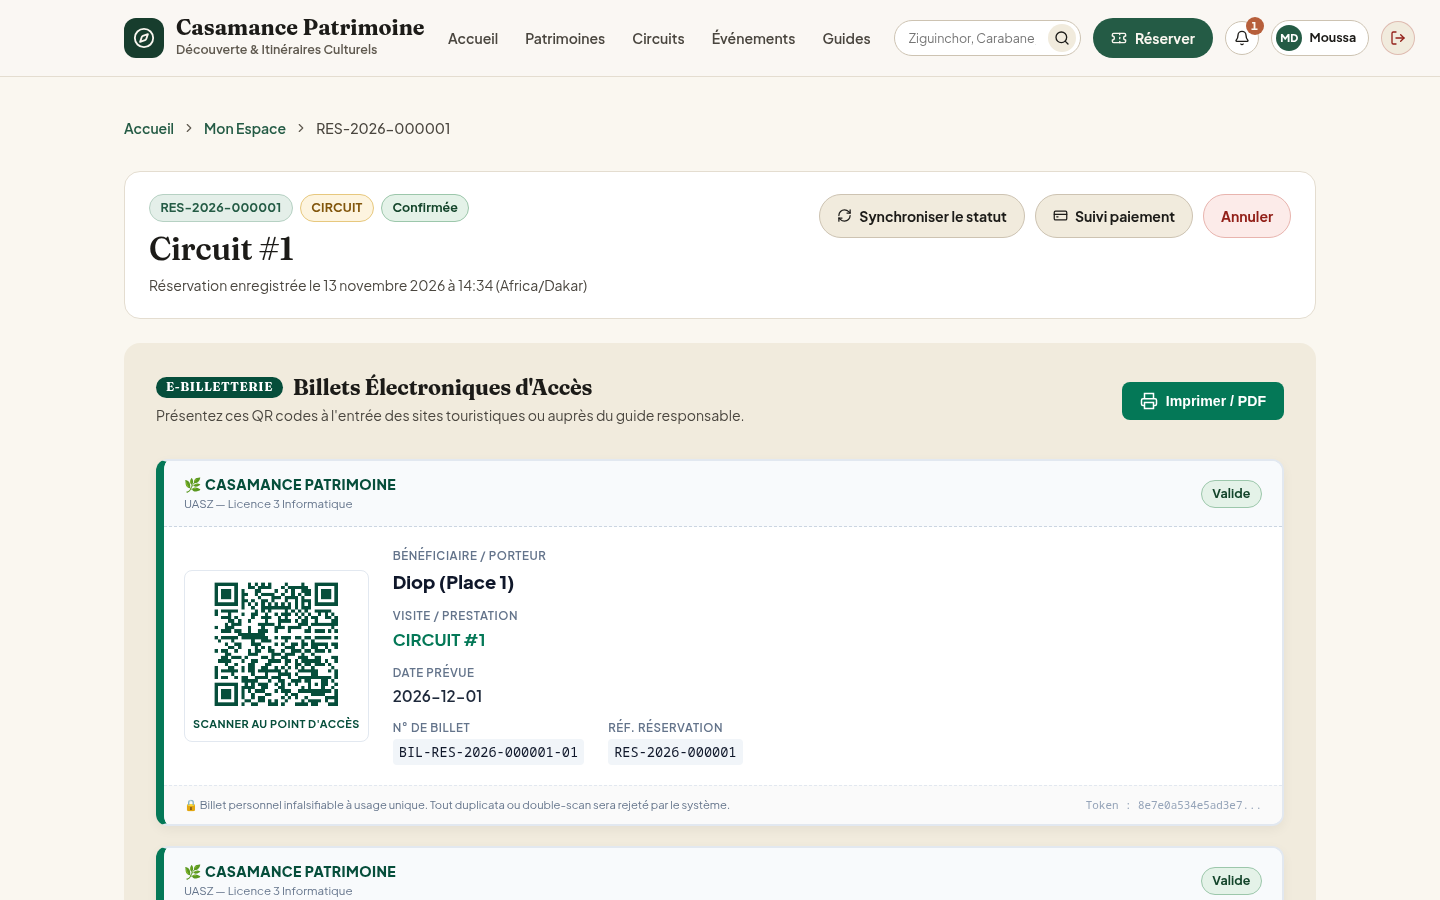 Casamance Patrimoine
Découverte & Itinéraires Culturels
Accueil
Patrimoines
Circuits
Événements
Guides
Ziguinchor, Carabane
Réserver
1
MD
Moussa
Accueil > Mon Espace > RES-2026-000001
RES-2026-000001
CIRCUIT
Confirmée
Circuit #1
Réservation enregistrée le 13 novembre 2026 à 14:34 (Africa/Dakar)
Synchroniser le statut
Suivi paiement
Annuler
E-BILLETTERIE
Billets Électroniques d'Accès
Présentez ces QR codes à l'entrée des sites touristiques ou auprès du guide responsable.
Imprimer / PDF
🌿 CASAMANCE PATRIMOINE
UASZ — Licence 3 Informatique
Valide
SCANNER AU POINT D'ACCÈS
BÉNÉFICIAIRE / PORTEUR
Diop (Place 1)
VISITE / PRESTATION
CIRCUIT #1
DATE PRÉVUE
2026-12-01
N° DE BILLET
BIL-RES-2026-000001-01
RÉF. RÉSERVATION
RES-2026-000001
🔒 Billet personnel infalsifiable à usage unique. Tout duplicata ou double-scan sera rejeté par le système.
Token : 8e7e0a534e5ad3e7...
🌿 CASAMANCE PATRIMOINE
UASZ — Licence 3 Informatique
Valide